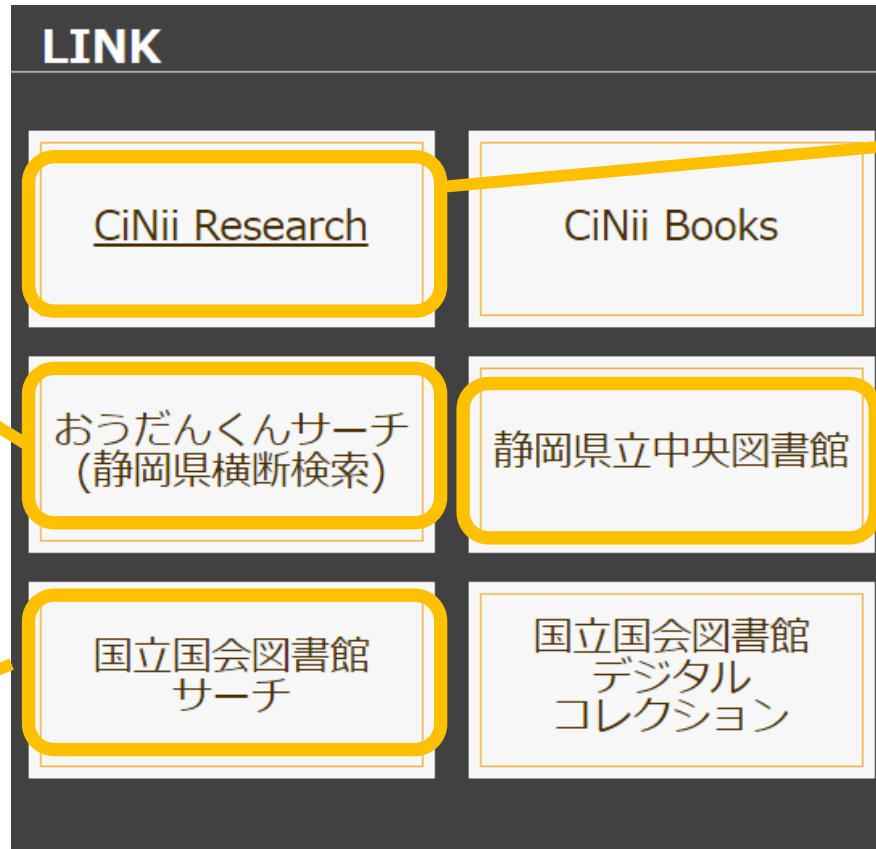 LINK
CiNii Research
CiNii Books
おうだんくんサーチ
(静岡県横断検索)
静岡県立中央図書館
国立国会図書館
サーチ
国立国会図書館
デジタル
コレクション